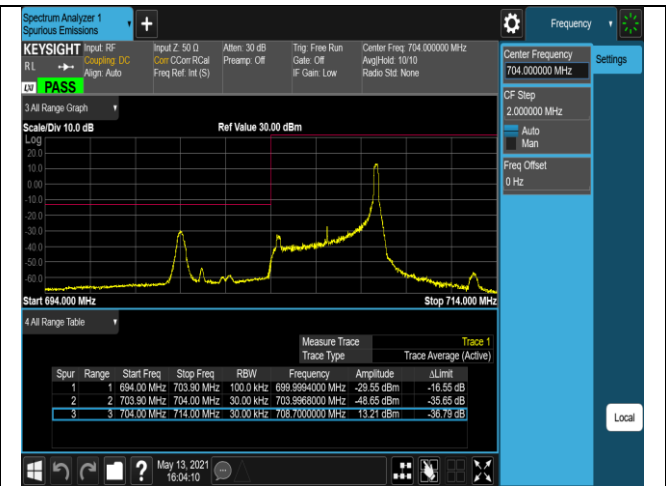 Spectrum Analyzer 1
Spurious Emissions
Frequency
KEYSIGHT
RL
Input: RF
Coupling: DC
Align: Auto
Input Z: 50 Ω
Corr CCorr RCal
Freq Ref: Int (S)
Atten: 30 dB
Preamp: Off
Trig: Free Run
Gate: Off
IF Gain: Low
Center Freq: 704.000000 MHz
Avg|Hold: 10/10
Radio Std: None
LXI PASS
3 All Range Graph
Scale/Div 10.0 dB
Ref Value 30.00 dBm
Log
20.0
10.0
0.00
-10.0
-20.0
-30.0
-40.0
-50.0
-60.0
Start 694.000 MHz
Stop 714.000 MHz
4 All Range Table
Measure Trace Trace 1
Trace Type Trace Average (Active)
Spur Range Start Freq Stop Freq RBW Frequency Amplitude ΔLimit
1 1 694.00 MHz 703.90 MHz 100.0 kHz 699.9994000 MHz -29.55 dBm -16.55 dB
2 2 703.90 MHz 704.00 MHz 30.00 kHz 703.9968000 MHz -48.65 dBm -35.65 dB
3 3 704.00 MHz 714.00 MHz 30.00 kHz 708.7000000 MHz 13.21 dBm -36.79 dB
Center Frequency
704.000000 MHz
Settings
CF Step
2.000000 MHz
Auto
Man
Freq Offset
0 Hz
Local
May 13, 2021
16:04:10